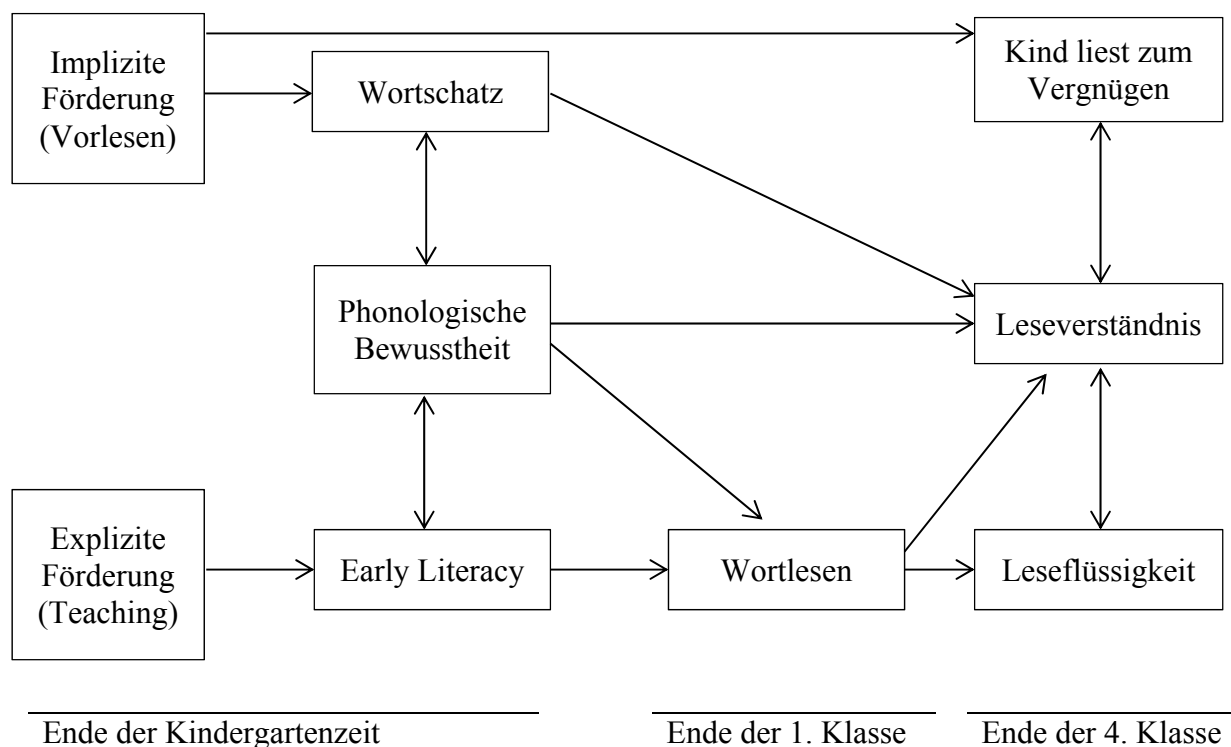 Implizite
Förderung
(Vorlesen)
Wortschatz
Kind liest zum
Vergnügen
Phonologische
Bewusstheit
Leseverständnis
Explizite
Förderung
(Teaching)
Early Literacy
Wortlesen
Leseflüssigkeit
Ende der Kindergartenzeit
Ende der 1. Klasse
Ende der 4. Klasse